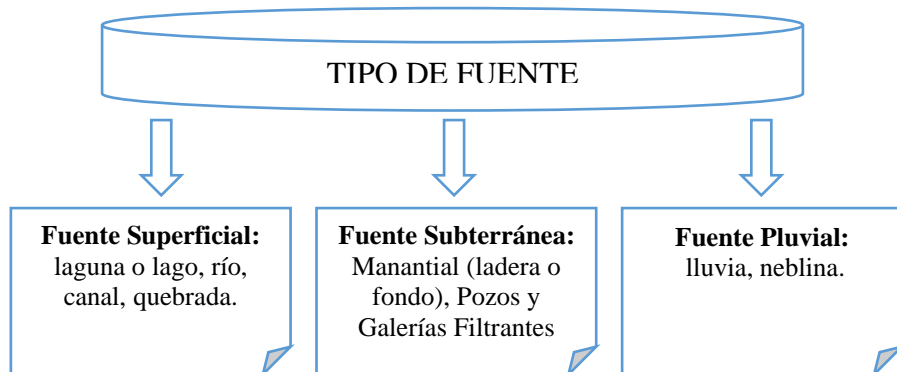 TIPO DE FUENTE
Fuente Superficial:
laguna o lago, río,
canal, quebrada.
Fuente Subterránea:
Manantial (ladera o
fondo), Pozos y
Galerías Filtrantes
Fuente Pluvial:
lluvia, neblina.